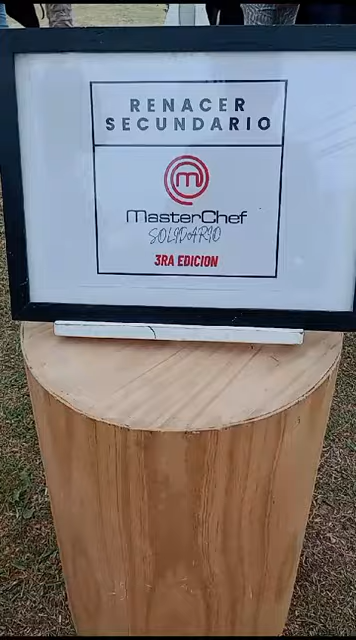 RENACER
SECUNDARIO
m
MasterChef
SOLIDARIO
3RA EDICION